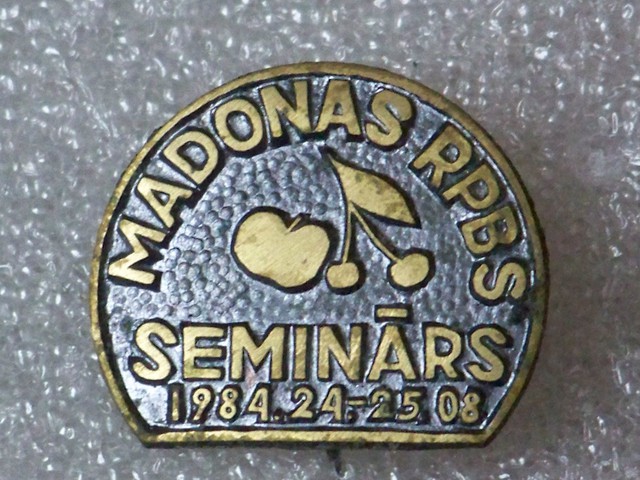 MADONAS RPBS
SEMINĀRS
1984.24.-25.08